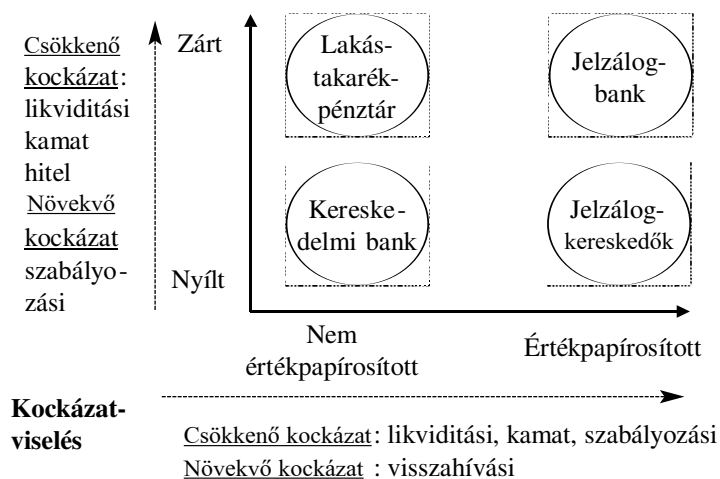 Csökkenő
kockázat:
likviditási
kamat
hitel
Növekvő
kockázat
szabályo-
zási
Zárt
Nyílt
Lakás-
takarék-
pénztár
Jelzálog-
bank
Kereske-
delmi bank
Jelzálog-
kereskedők
Nem
értékpapírosított
Értékpapírosított
Kockázat-
viselés
Csökkenő kockázat: likviditási, kamat, szabályozási
Növekvő kockázat : visszahívási